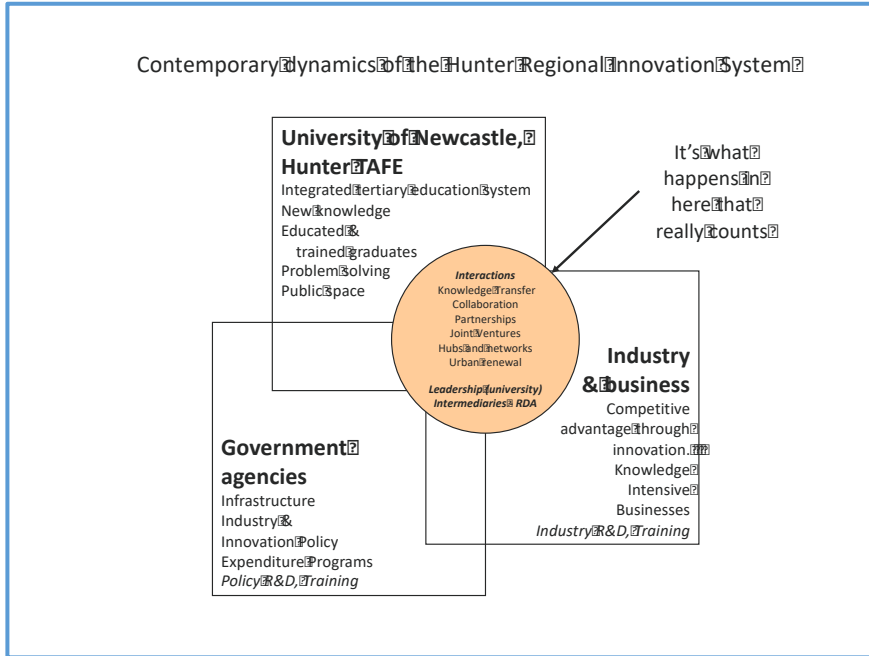 Contemporary⍰dynamics⍰of⍰the⍰Hunter⍰Regional⍰Innovation⍰System⍰
University⍰of⍰Newcastle,⍰
Hunter⍰TAFE
Integrated⍰tertiary⍰education⍰system
New⍰knowledge
Educated⍰&
trained⍰graduates
Problem⍰solving
Public⍰space
It's⍰what⍰
happens⍰in⍰
here⍰that⍰
really⍰counts⍰
Interactions
Knowledge⍰Transfer
Collaboration
Partnerships
Joint⍰Ventures
Hubs⍰and⍰networks
Urban⍰renewal
Leadership⍰(university)
Intermediaries⍰-⍰RDA
Industry
&⍰business
Competitive
advantage⍰through⍰
innovation.⍰⍰⍰
Knowledge⍰
Intensive⍰
Businesses
Industry⍰R&D,⍰Training
Government⍰
agencies
Infrastructure
Industry⍰&
Innovation⍰Policy
Expenditure⍰Programs
Policy⍰R&D,⍰Training